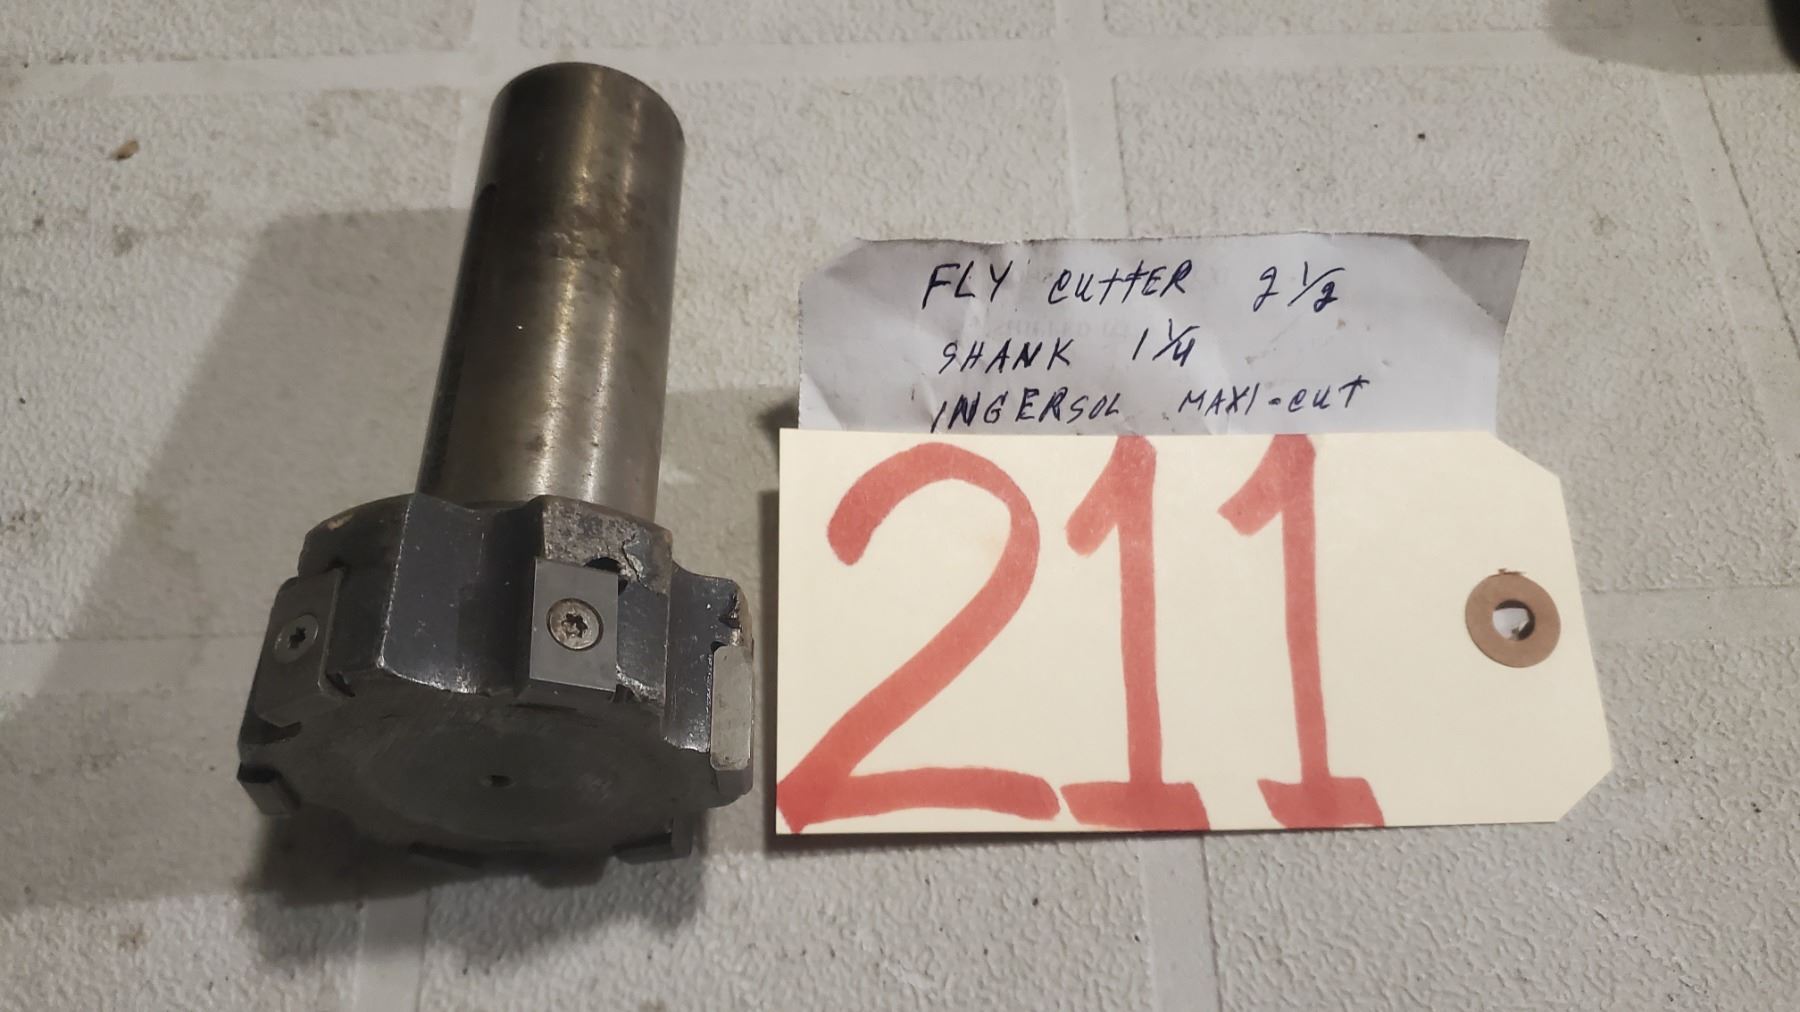 FLY CUTTER 2 1/2
SHANK 1 1/4
INGERSOL MAXI-CUT
211